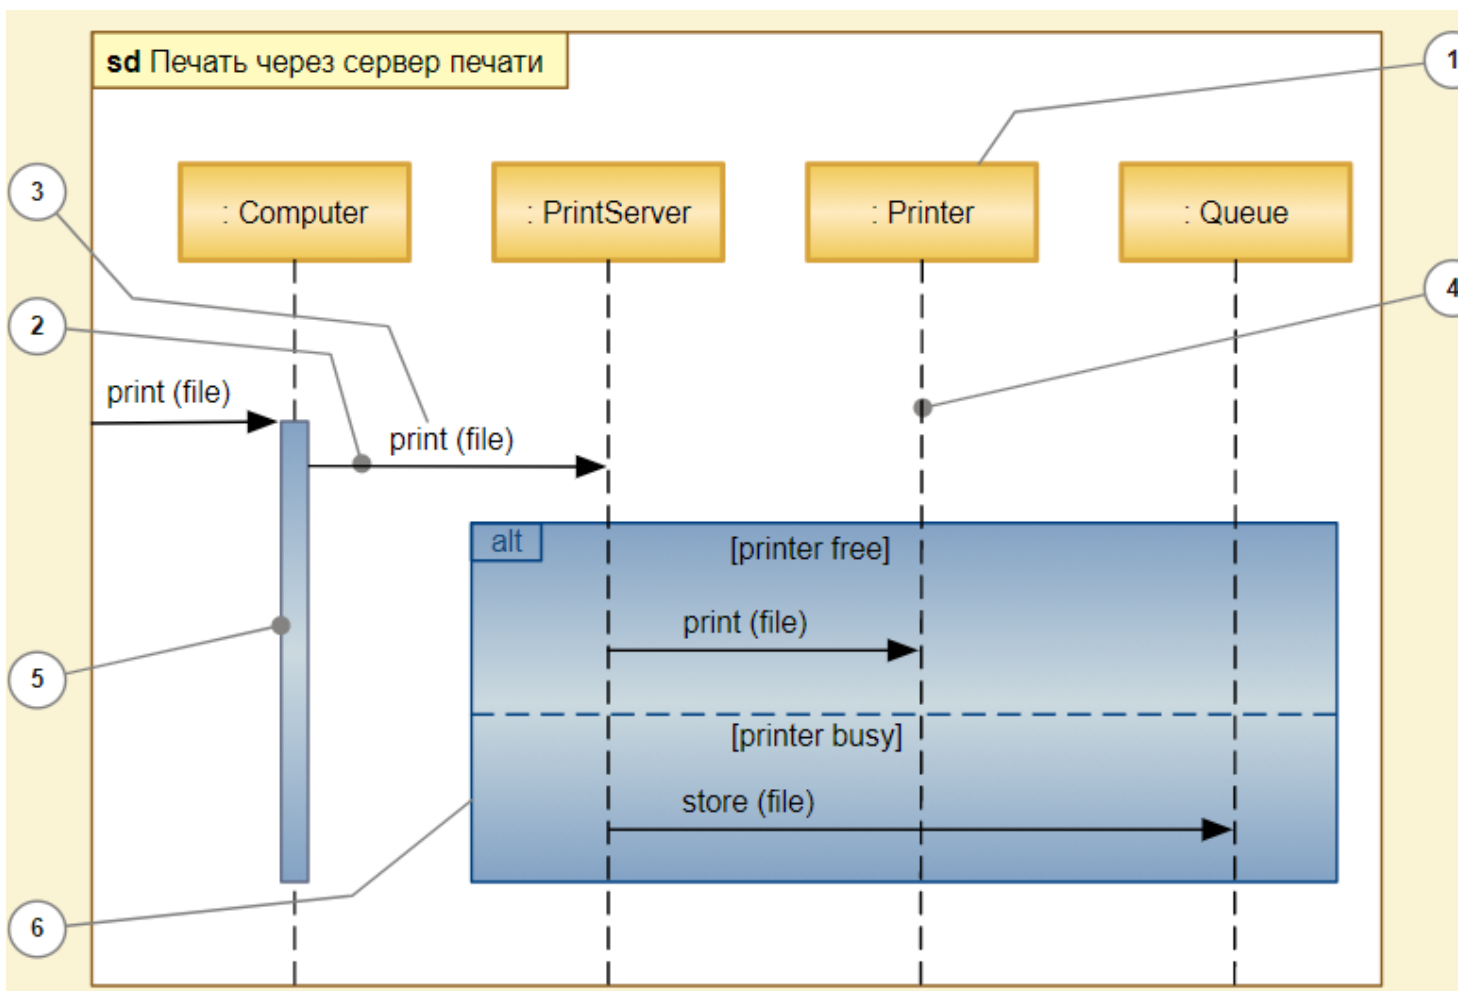 sd Печать через сервер печати
1
3
: Computer
: PrintServer
: Printer
: Queue
2
4
print (file)
print (file)
alt
[printer free]
print (file)
5
[printer busy]
store (file)
6